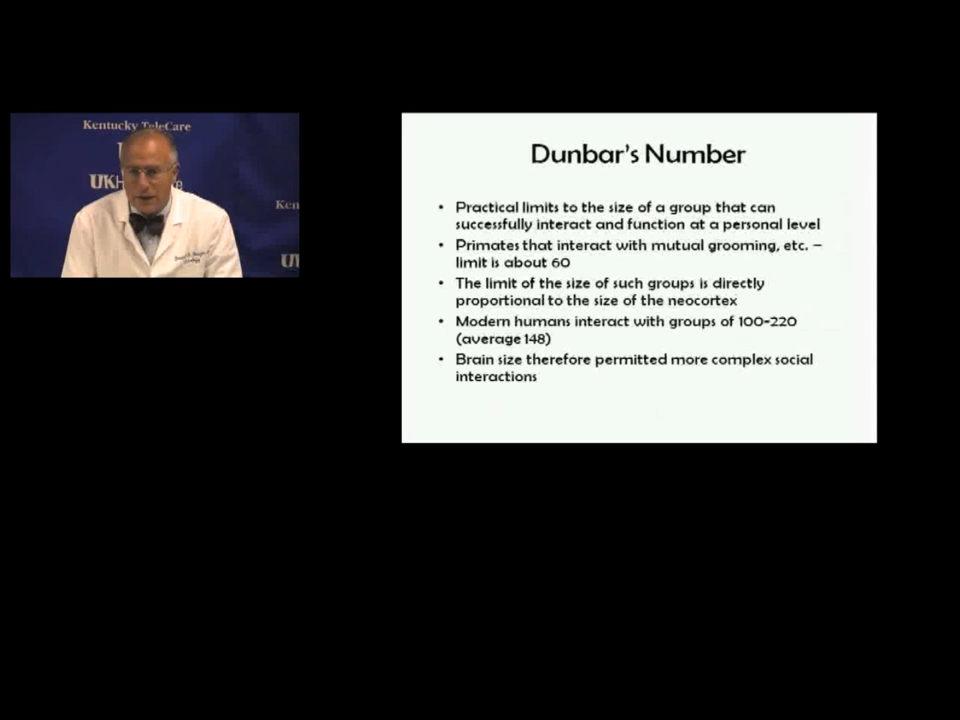 Kentucky TeleCare
UKH
Ken
Dunbar's Number
• Practical limits to the size of a group that can
successfully interact and function at a personal level
• Primates that interact with mutual grooming, etc. –
limit is about 60
• The limit of the size of such groups is directly
proportional to the size of the neocortex
• Modern humans interact with groups of 100-220
(average 148)
• Brain size therefore permitted more complex social
interactions